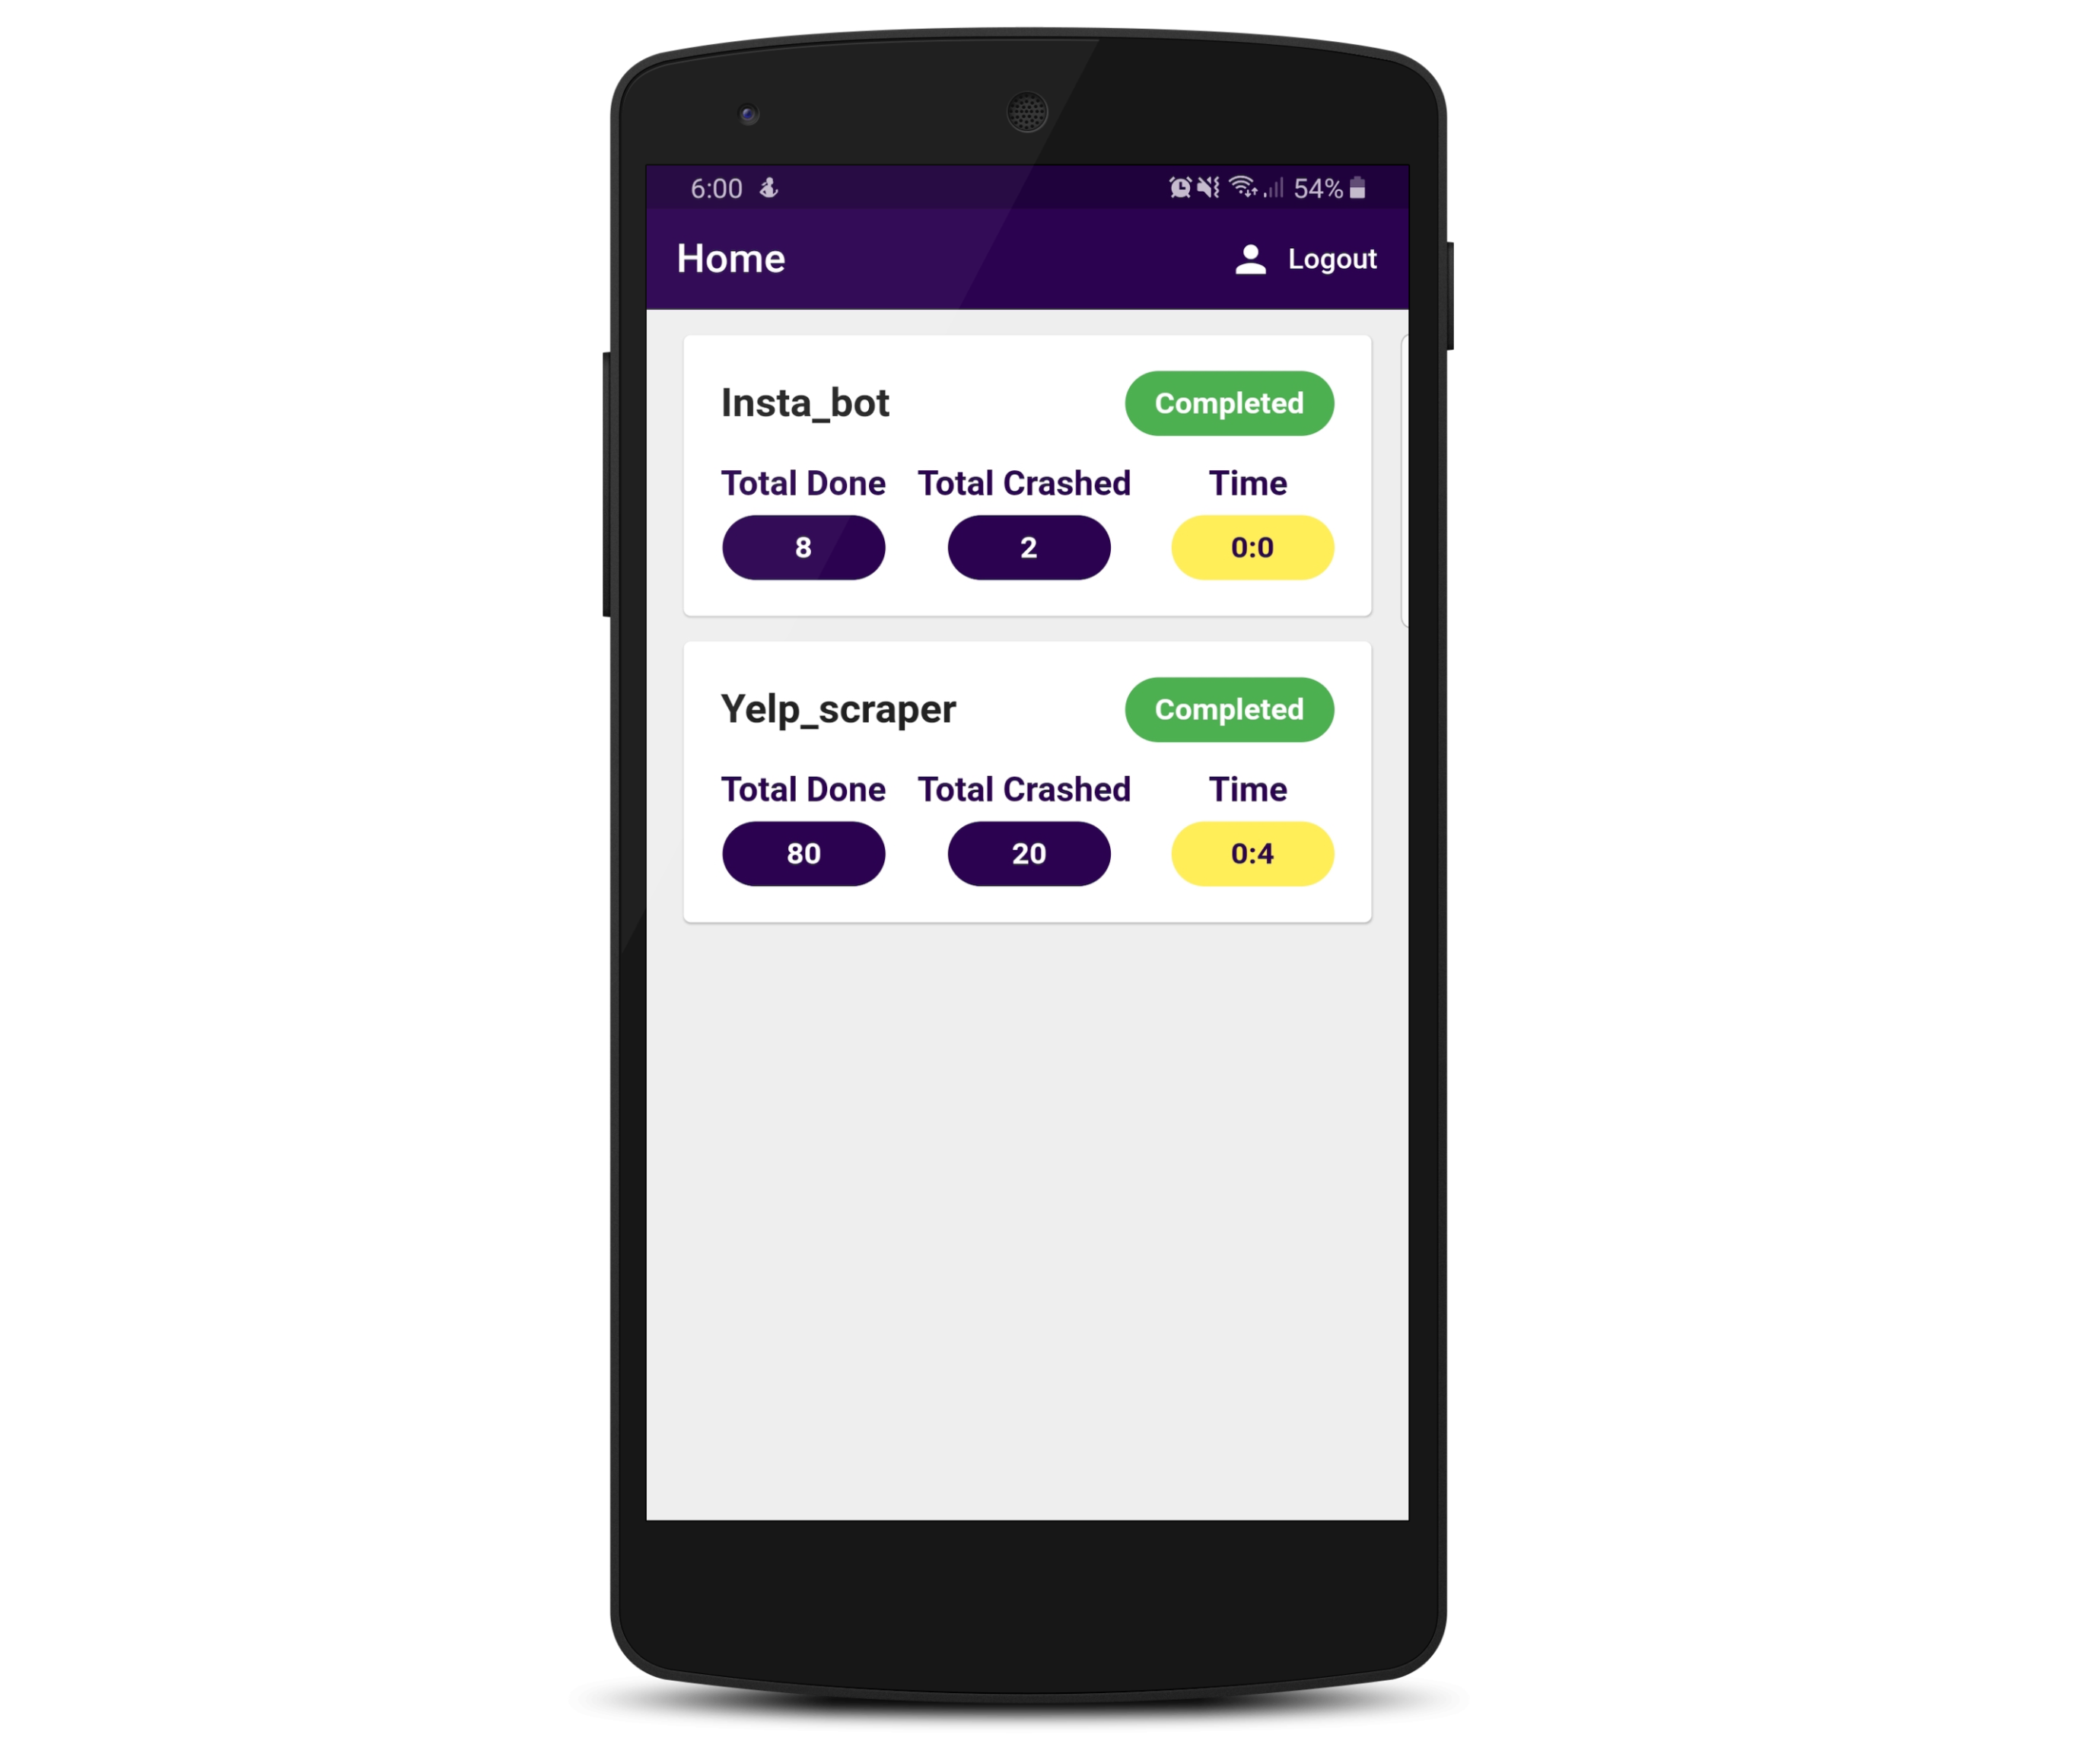 6:00 54%
Home Logout
Insta_bot Completed
Total Done Total Crashed Time
8 2 0:0
Yelp_scraper Completed
Total Done Total Crashed Time
80 20 0:4